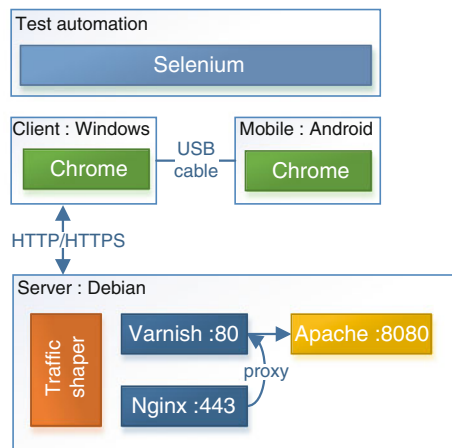 Test automation
Selenium
Client : Windows
Chrome
USB
cable
Mobile : Android
Chrome
HTTP/HTTPS
Server : Debian
Traffic
shaper
Varnish :80
Apache :8080
proxy
Nginx :443